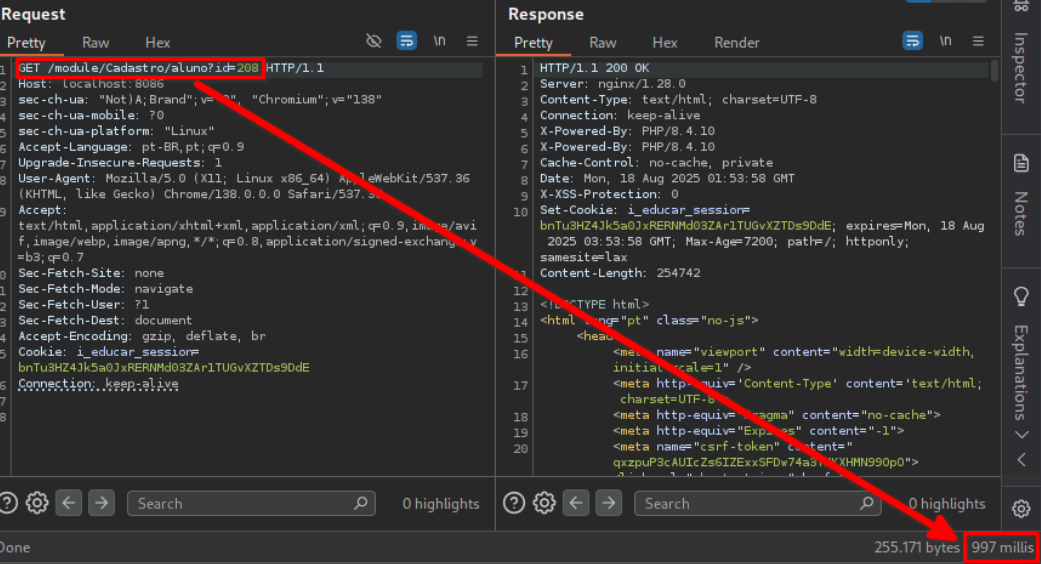 Request
Pretty Raw Hex \n
1 GET /module/Cadastro/aluno?id=208 HTTP/1.1
2 Host: localhost:8086
3 sec-ch-ua: "Not)A;Brand";v= "Chromium";v="138"
4 sec-ch-ua-mobile: ?0
5 sec-ch-ua-platform: "Linux"
6 Accept-Language: pt-BR,pt;q=0.9
7 Upgrade-Insecure-Requests: 1
8 User-Agent: Mozilla/5.0 (X11; Linux x86_64) AppleWebKit/537.36
(KHTML, like Gecko) Chrome/138.0.0.0 Safari/537.36
9 Accept:
text/html,application/xhtml+xml,application/xml;q=0.9,image/avi
f,image/webp,image/apng,*/*;q=0.8,application/signed-exchange;v
=b3;q=0.7
0 Sec-Fetch-Site: none
1 Sec-Fetch-Mode: navigate
2 Sec-Fetch-User: ?1
3 Sec-Fetch-Dest: document
4 Accept-Encoding: gzip, deflate, br
5 Cookie: i_educar_session=
bnTu3HZ4Jk5a0JxRERNMd03ZAr1TUGvXZTDs9DdE
6 Connection: keep-alive
7
8
Search 0 highlights
Response
Pretty Raw Hex Render \n
1 HTTP/1.1 200 OK
2 Server: nginx/1.28.0
3 Content-Type: text/html; charset=UTF-8
4 Connection: keep-alive
5 X-Powered-By: PHP/8.4.10
6 X-Powered-By: PHP/8.4.10
7 Cache-Control: no-cache, private
8 Date: Mon, 18 Aug 2025 01:53:58 GMT
9 X-XSS-Protection: 0
10 Set-Cookie: i_educar_session=
bnTu3HZ4Jk5a0JxRERNMd03ZAr1TUGvXZTDs9DdE; expires=Mon, 18 Aug
2025 03:53:58 GMT; Max-Age=7200; path=/; httponly;
samesite=lax
11 Content-Length: 254742
12
13 <!DOCTYPE html>
14 <html lang="pt" class="no-js">
15 <head>
16 <meta name="viewport" content="width=device-width,
initial-scale=1" />
17 <meta http-equiv='Content-Type' content='text/html;
charset=UTF-8'
18 <meta http-equiv="Pragma" content="no-cache">
19 <meta http-equiv="Expires" content="-1">
20 <meta name="csrf-token" content="
Search 0 highlights
Inspector
Notes
Explanations
Done
255.171 bytes 997 millis